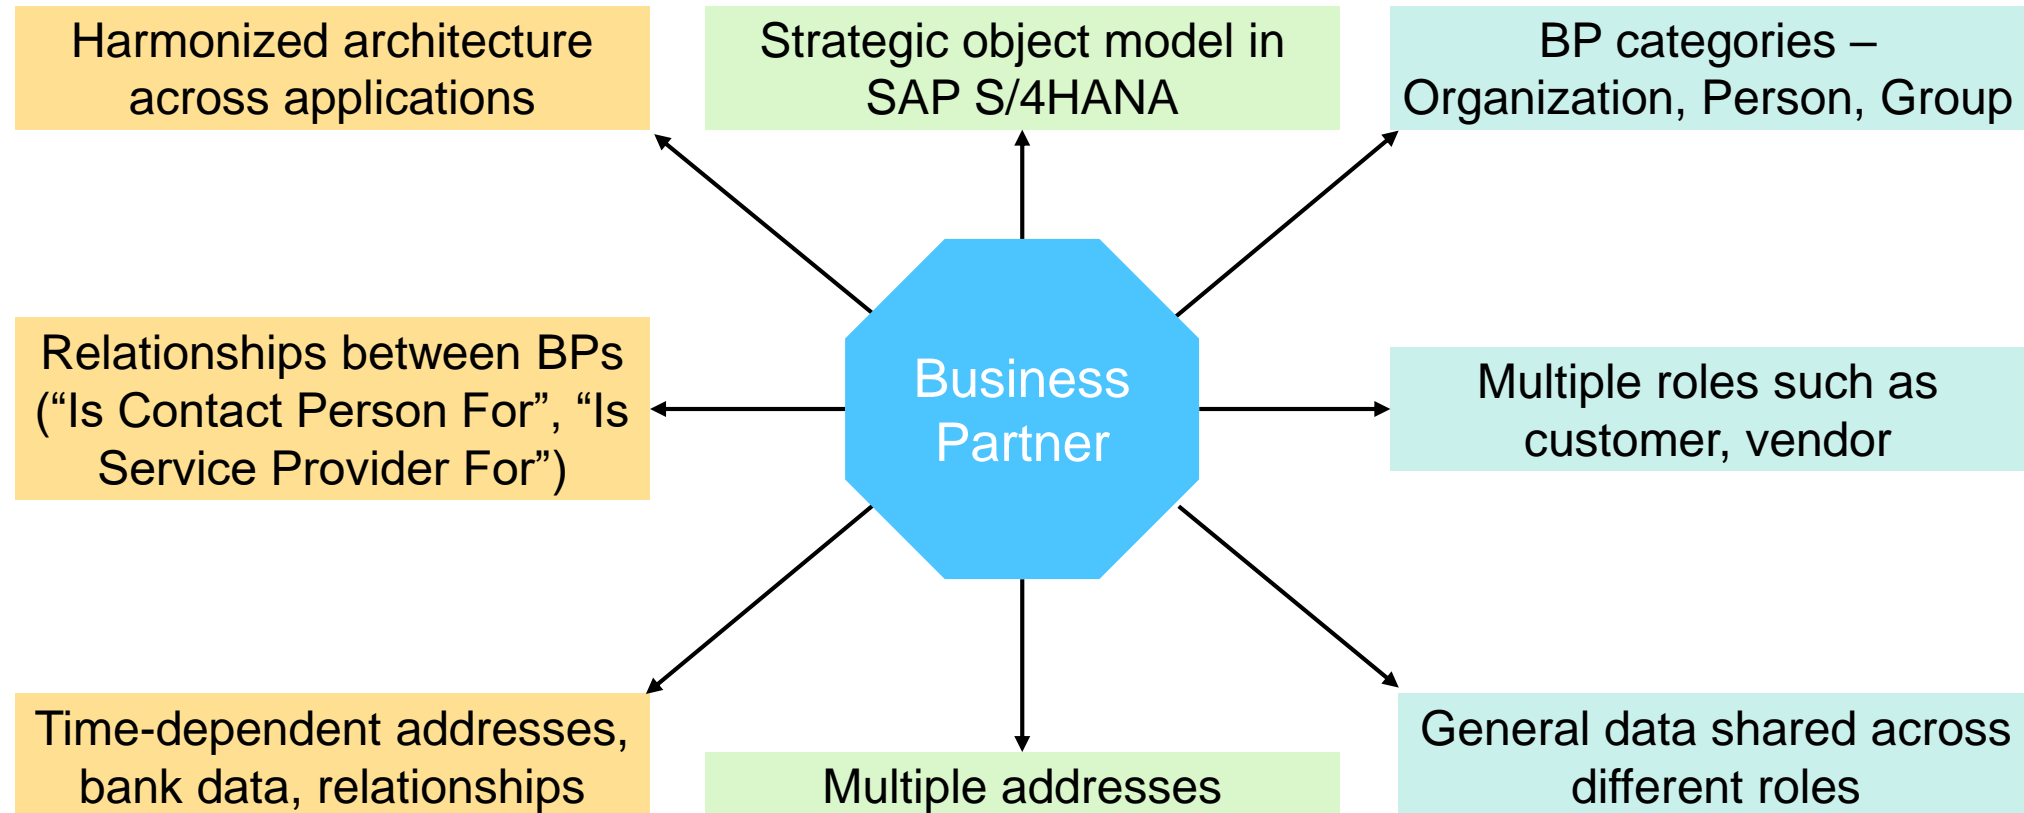 Harmonized architecture
across applications
Strategic object model in
SAP S/4HANA
BP categories –
Organization, Person, Group
Relationships between BPs
(“Is Contact Person For”, “Is
Service Provider For”)
Business
Partner
Multiple roles such as
customer, vendor
Time-dependent addresses,
bank data, relationships
Multiple addresses
General data shared across
different roles